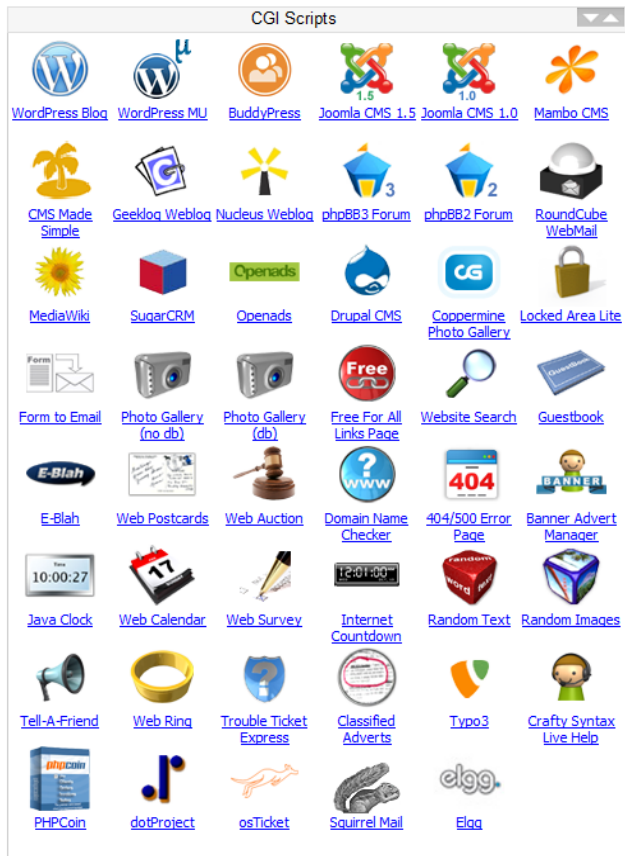 CGI Scripts
μ
1.5
1.0
WordPress Blog WordPress MU BuddyPress Joomla CMS 1.5 Joomla CMS 1.0 Mambo CMS
3
2
CMS Made
Simple
Geeklog Weblog Nucleus Weblog phpBB3 Forum phpBB2 Forum RoundCube
WebMail
Openads
CG
MediaWiki SugarCRM Openads Drupal CMS Coppermine
Photo Gallery
Locked Area Lite
Form
Free
GuestBook
Form to Email Photo Gallery
(no db)
Photo Gallery
(db)
Free For All
Links Page
Website Search Guestbook
E-Blah
?
www
404
BANNER
E-Blah Web Postcards Web Auction Domain Name
Checker
404/500 Error
Page
Banner Advert
Manager
Time
10:00:27
17
12:01:00
random
word
text
Java Clock Web Calendar Web Survey Internet
Countdown
Random Text Random Images
?
Tell-A-Friend Web Ring Trouble Ticket
Express
Classified
Adverts
Typo3 Crafty Syntax
Live Help
phpcoin
elgg.
PHPCoin dotProject osTicket Squirrel Mail Elgg